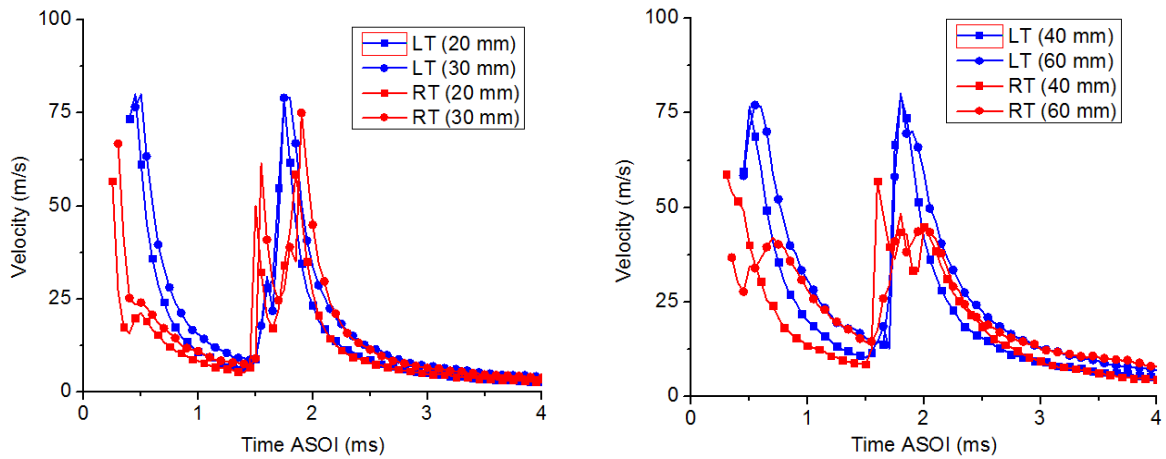 100
75
50
25
0
Velocity (m/s)
LT (20 mm)
LT (30 mm)
RT (20 mm)
RT (30 mm)
0 1 2 3 4
Time ASOI (ms)
100
75
50
25
0
Velocity (m/s)
LT (40 mm)
LT (60 mm)
RT (40 mm)
RT (60 mm)
0 1 2 3 4
Time ASOI (ms)